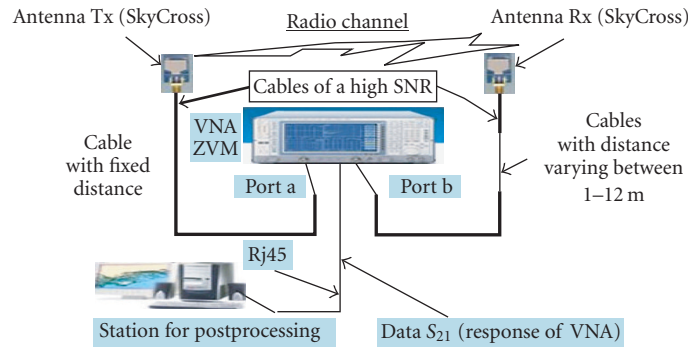 Antenna Tx (SkyCross)
Radio channel
Antenna Rx (SkyCross)
Cables of a high SNR
VNA
ZVM
Cable
with fixed
distance
Cables
with distance
varying between
1–12 m
Port a
Port b
Rj45
Station for postprocessing
Data S21 (response of VNA)